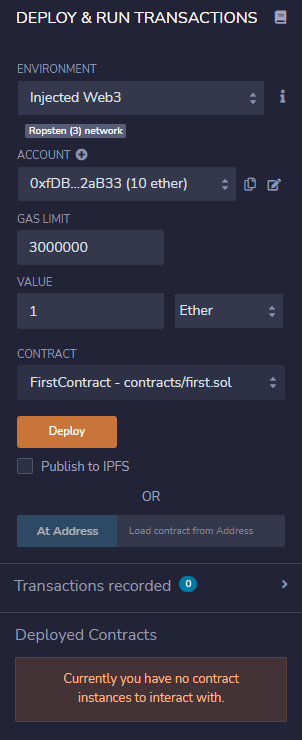 DEPLOY & RUN TRANSACTIONS
ENVIRONMENT
Injected Web3
Ropsten (3) network
ACCOUNT
0xfDB...2aB33 (10 ether)
GAS LIMIT
3000000
VALUE
1
Ether
CONTRACT
FirstContract - contracts/first.sol
Deploy
Publish to IPFS
OR
At Address
Load contract from Address
Transactions recorded 0
Deployed Contracts
Currently you have no contract
instances to interact with.